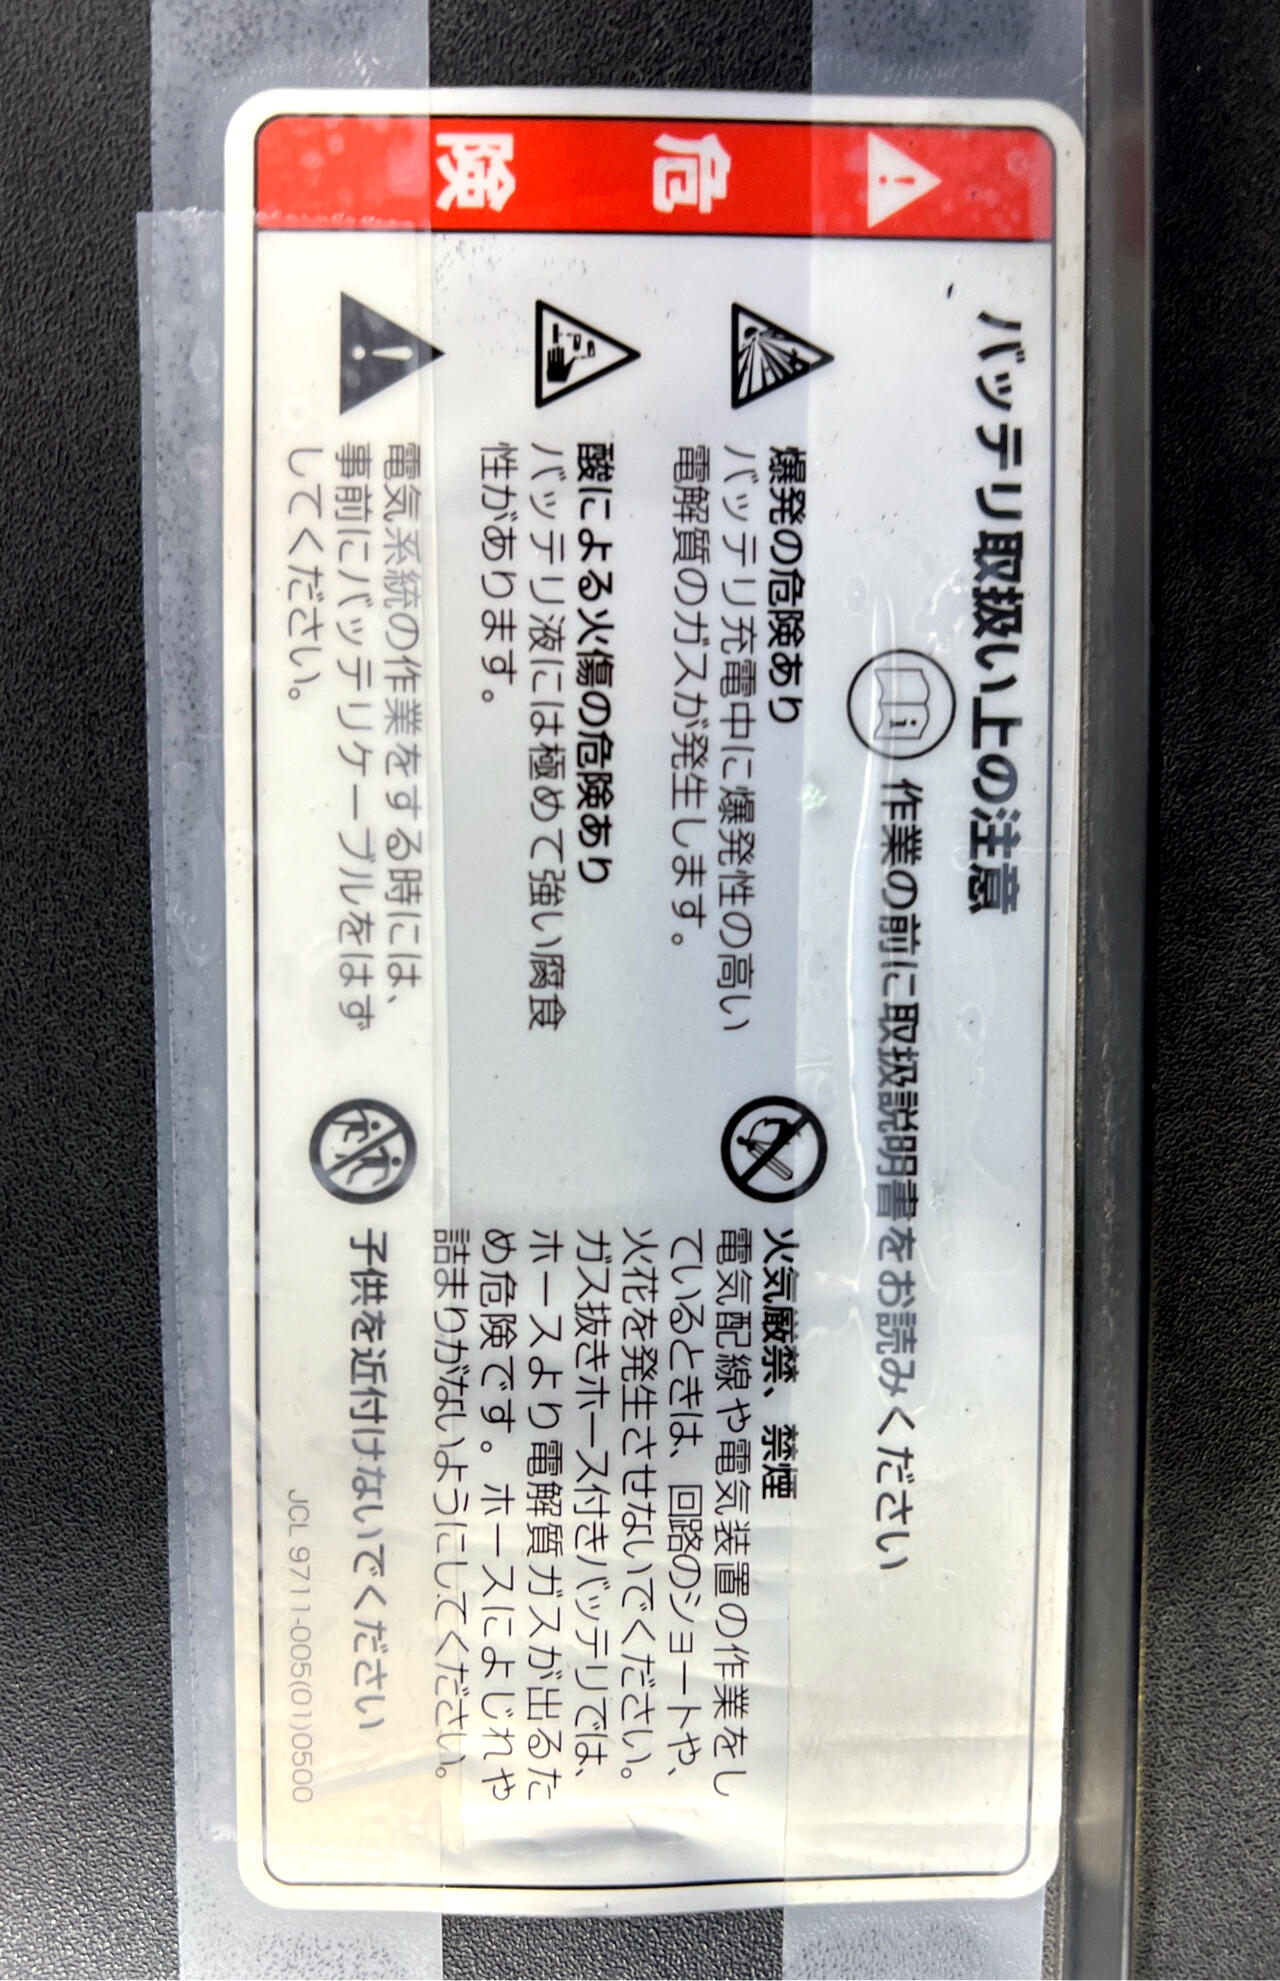 危険
バッテリ取扱い上の注意
作業の前に取扱説明書をお読みください
爆発の危険あり
バッテリ充電中に爆発性の高い
電解質のガスが発生します。
酸による火傷の危険あり
バッテリ液には極めて強い腐食
性があります。
電気系統の作業をする時には、
事前にバッテリケーブルをはず
してください。
火気厳禁、禁煙
電気配線や電気装置の作業をし
ているときは、回路のショートや、
火花を発生させないでください。
ガス抜きホース付きバッテリでは、
ホースより電解質ガスが出るた
め危険です。ホースによじれや
詰まりがないようにしてください。
子供を近付けないでください
JCL 9711-005(01)0500